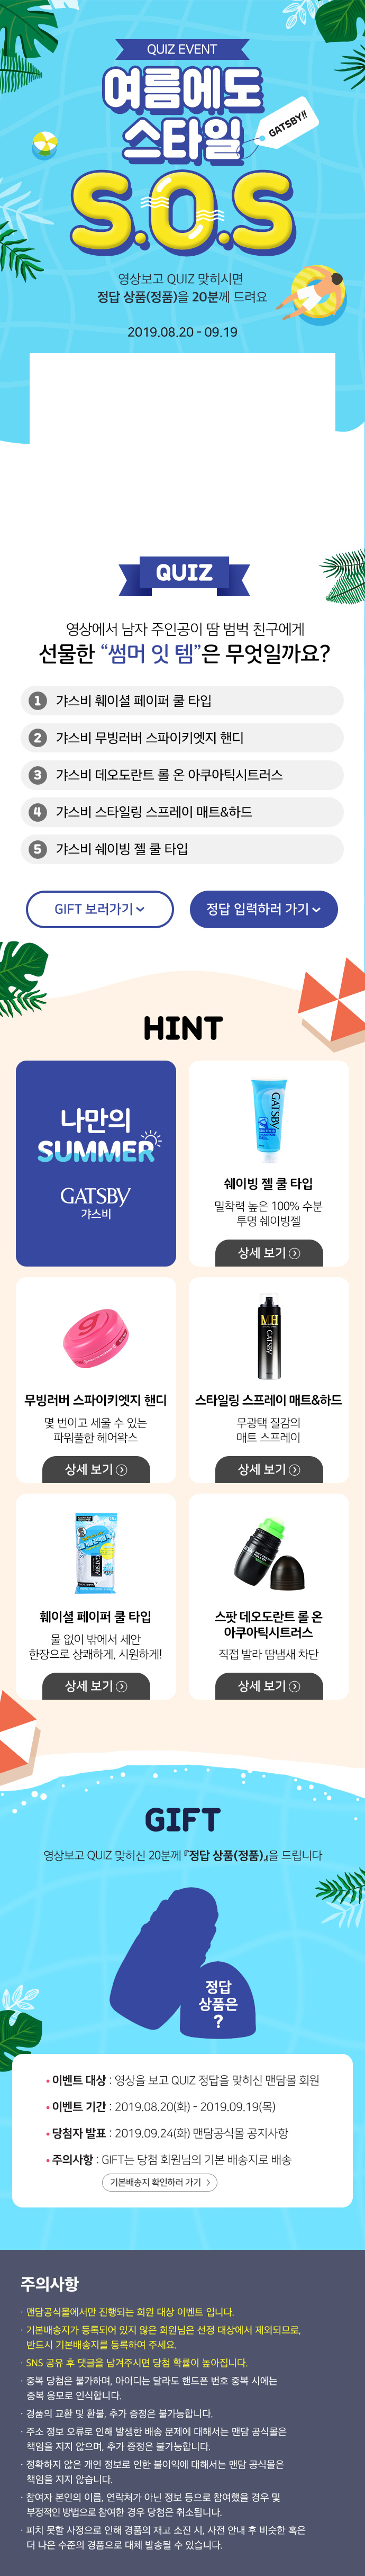 QUIZ EVENT
여름에도
스타일
GATSBY!!
S.O.S
영상보고 QUIZ 맞히시면
정답 상품(정품)을 20분께 드려요
2019.08.20 - 09.19
QUIZ
영상에서 남자 주인공이 땀 범벅 친구에게
선물한 “썸머 잇 템”은 무엇일까요?
1 갸스비 훼이셜 페이퍼 쿨 타입
2 갸스비 무빙러버 스파이키엣지 핸디
3 갸스비 데오도란트 롤 온 아쿠아틱시트러스
4 갸스비 스타일링 스프레이 매트&하드
5 갸스비 쉐이빙 젤 쿨 타입
GIFT 보러가기
정답 입력하러 가기
HINT
나만의
SUMMER
GATSBY
갸스비
GATSBY
쉐이빙 젤 쿨 타입
밀착력 높은 100% 수분
투명 쉐이빙젤
상세 보기
무빙러버 스파이키엣지 핸디
몇 번이고 세울 수 있는
파워풀한 헤어왁스
상세 보기
MH
GATSBY
스타일링 스프레이 매트&하드
무광택 질감의
매트 스프레이
상세 보기
GATSBY
훼이셜 페이퍼 쿨 타입
물 없이 밖에서 세안
한장으로 상쾌하게, 시원하게!
상세 보기
스팟 데오도란트 롤 온
아쿠아틱시트러스
직접 발라 땀냄새 차단
상세 보기
GIFT
영상보고 QUIZ 맞히신 20분께 『정답 상품(정품)』을 드립니다
정답
상품은
?
• 이벤트 대상 : 영상을 보고 QUIZ 정답을 맞히신 맨담몰 회원
• 이벤트 기간 : 2019.08.20(화) - 2019.09.19(목)
• 당첨자 발표 : 2019.09.24(화) 맨담공식몰 공지사항
• 주의사항 : GIFT는 당첨 회원님의 기본 배송지로 배송
기본배송지 확인하러 가기 >
주의사항
· 맨담공식몰에서만 진행되는 회원 대상 이벤트 입니다.
· 기본배송지가 등록되어 있지 않은 회원님은 선정 대상에서 제외되므로,
반드시 기본배송지를 등록하여 주세요.
· SNS 공유 후 댓글을 남겨주시면 당첨 확률이 높아집니다.
· 중복 당첨은 불가하며, 아이디는 달라도 핸드폰 번호 중복 시에는
중복 응모로 인식합니다.
· 경품의 교환 및 환불, 추가 증정은 불가능합니다.
· 주소 정보 오류로 인해 발생한 배송 문제에 대해서는 맨담 공식몰은
책임을 지지 않으며, 추가 증정은 불가능합니다.
· 정확하지 않은 개인 정보로 인한 불이익에 대해서는 맨담 공식몰은
책임을 지지 않습니다.
· 참여자 본인의 이름, 연락처가 아닌 정보 등으로 참여했을 경우 및
부정적인 방법으로 참여한 경우 당첨은 취소됩니다.
· 피치 못할 사정으로 인해 경품의 재고 소진 시, 사전 안내 후 비슷한 혹은
더 나은 수준의 경품으로 대체 발송될 수 있습니다.